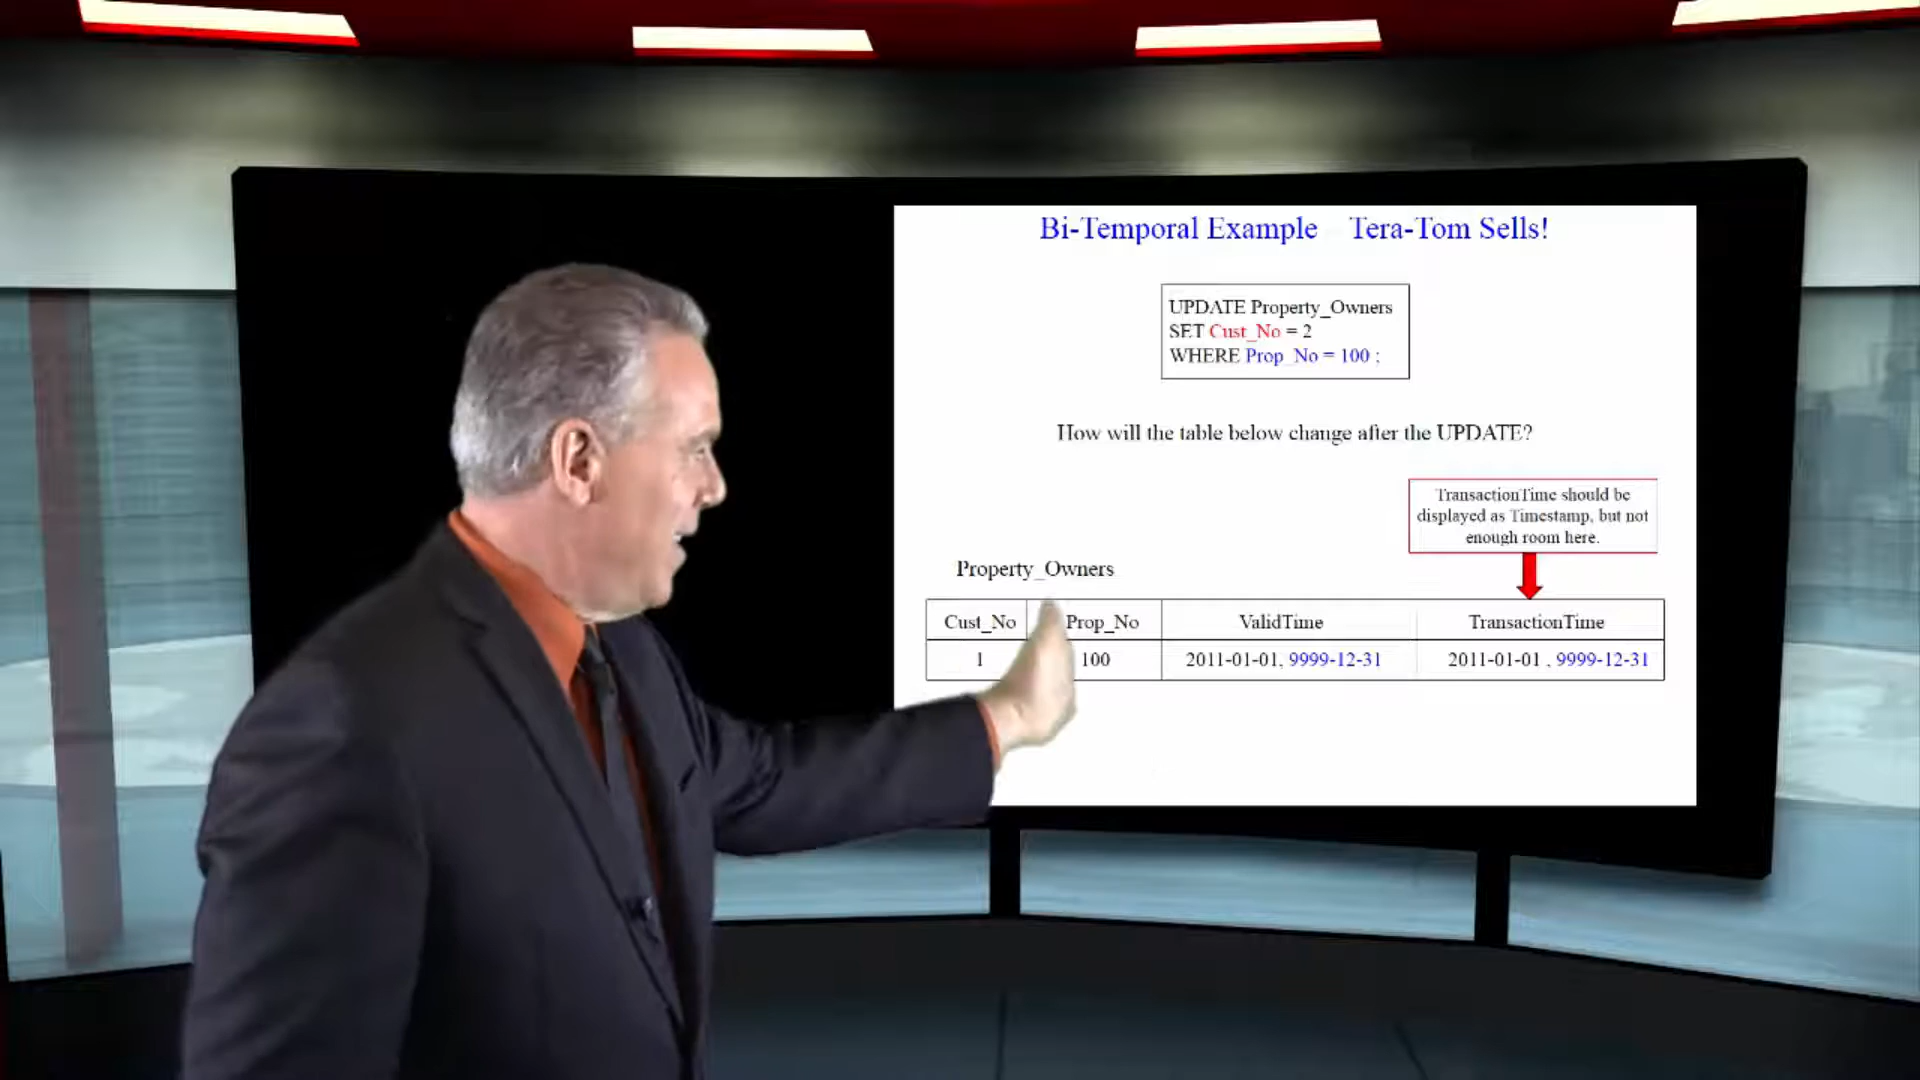 Bi-Temporal Example Tera-Tom Sells!
UPDATE Property_Owners
SET Cust_No = 2
WHERE Prop_No = 100 ;
How will the table below change after the UPDATE?
TransactionTime should be
displayed as Timestamp, but not
enough room here.
Property_Owners
Cust_No Prop_No ValidTime TransactionTime
1 100 2011-01-01, 9999-12-31 2011-01-01 , 9999-12-31